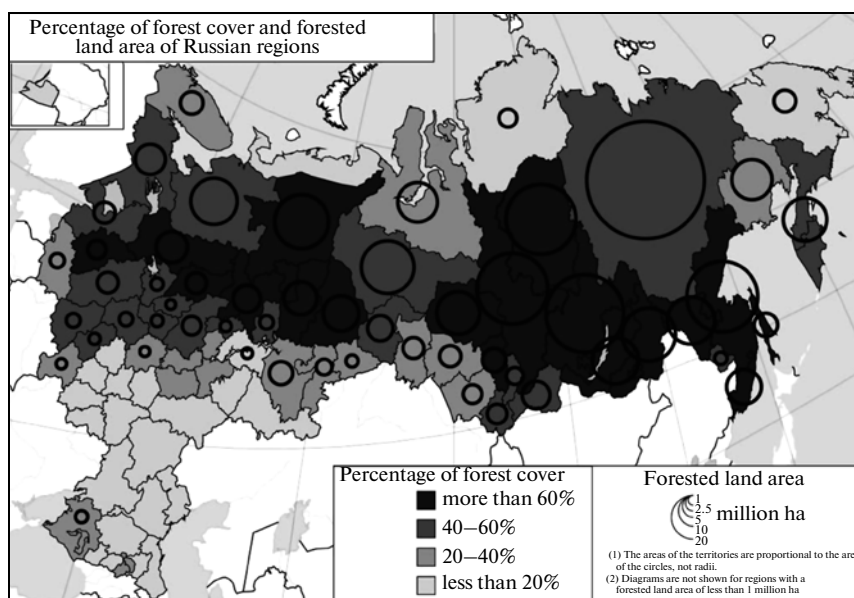 Percentage of forest cover and forested
land area of Russian regions
Percentage of forest cover
more than 60%
40–60%
20–40%
less than 20%
Forested land area
1
2.5
5
10
20
million ha
(1) The areas of the territories are proportional to the area
of the circles, not radii.
(2) Diagrams are not shown for regions with a
forested land area of less than 1 million ha